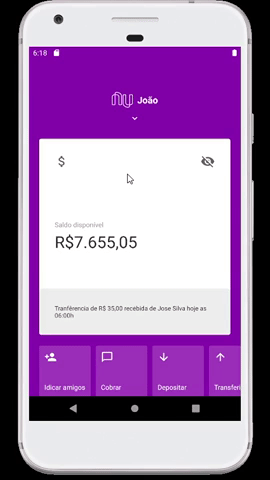 6:18
nu João
$
Saldo disponível
R$7.655,05
Tranférencia de R$ 35,00 recebida de Jose Silva hoje as
06:00h
Idicar amigos
Cobrar
Depositar
Transferi